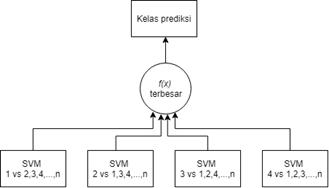 Kelas prediksi
f(x)
terbesar
SVM
1 vs 2,3,4,...,n
SVM
2 vs 1,3,4,...,n
SVM
3 vs 1,2,4,...,n
SVM
4 vs 1,2,3,...,n